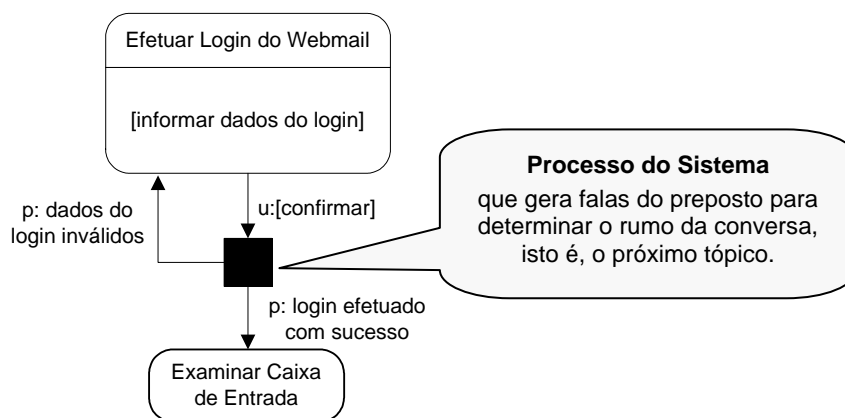 Efetuar Login do Webmail
[informar dados do login]
Processo do Sistema
que gera falas do preposto para
determinar o rumo da conversa,
isto é, o próximo tópico.
p: dados do
login inválidos
u:[confirmar]
p: login efetuado
com sucesso
Examinar Caixa
de Entrada